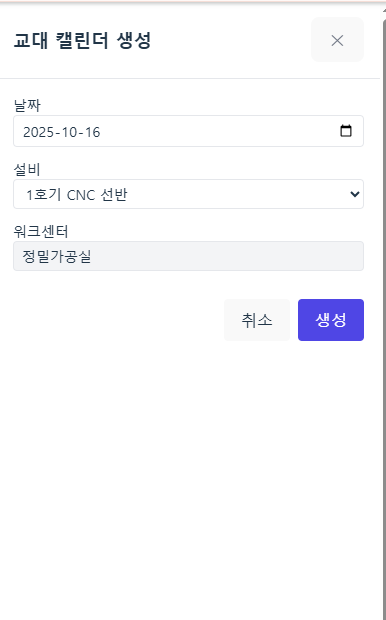 교대 캘린더 생성
날짜
2025-10-16
설비
1호기 CNC 선반
워크센터
정밀가공실
취소 생성